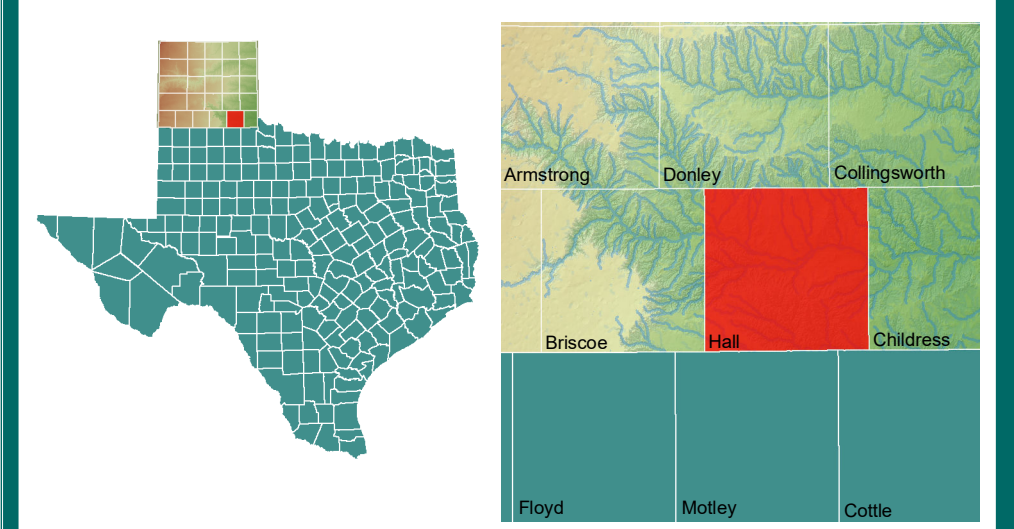 Armstrong
Donley
Collingsworth
Briscoe
Hall
Childress
Floyd
Motley
Cottle